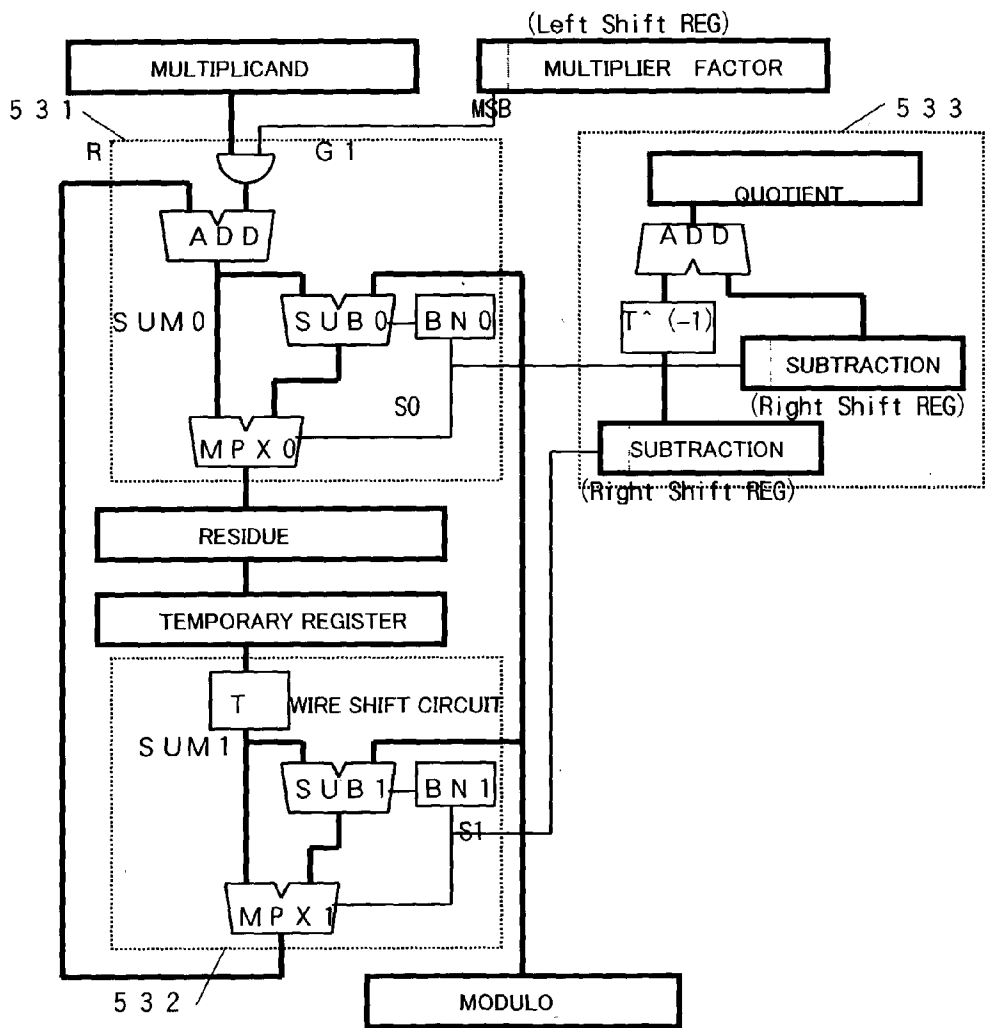 (Left Shift REG)
MULTIPLICAND
MULTIPLIER FACTOR
531
MSB
533
R
G1
QUOTIENT
ADD
ADD
SUM0
SUB0
BN0
T^(-1)
SUBTRACTION
S0
(Right Shift REG)
MPX0
SUBTRACTION
(Right Shift REG)
RESIDUE
TEMPORARY REGISTER
T
WIRE SHIFT CIRCUIT
SUM1
SUB1
BN1
S1
MPX1
532
MODULO